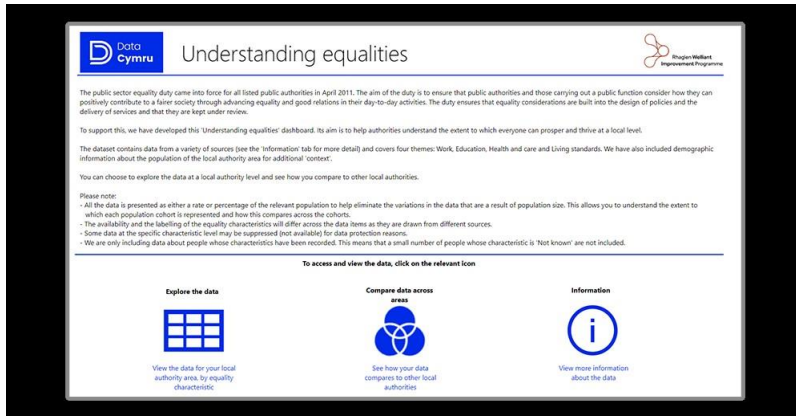 Data
Cymru
Understanding equalities
Rhaglen Welliant
Improvement Programme
The public sector equality duty came into force for all listed public authorities in April 2011. The aim of the duty is to ensure that public authorities and those carrying out a public function consider how they can
positively contribute to a fairer society through advancing equality and good relations in their day-to-day activities. The duty ensures that equality considerations are built into the design of policies and the
delivery of services and that they are kept under review.
To support this, we have developed this 'Understanding equalities' dashboard. Its aim is to help authorities understand the extent to which everyone can prosper and thrive at a local level.
The dataset contains data from a variety of sources (see the 'Information' tab for more detail) and covers four themes: Work, Education, Health and care and Living standards. We have also included demographic
information about the population of the local authority area for additional 'context'.
You can choose to explore the data at a local authority level and see how you compare to other local authorities.
Please note:
- All the data is presented as either a rate or percentage of the relevant population to help eliminate the variations in the data that are a result of population size. This allows you to understand the extent to
which each population cohort is represented and how this compares across the cohorts.
- The availability and the labelling of the equality characteristics will differ across the data items as they are drawn from different sources.
- Some data at the specific characteristic level may be suppressed (not available) for data protection reasons.
- We are only including data about people whose characteristics have been recorded. This means that a small number of people whose characteristic is 'Not known' are not included.
To access and view the data, click on the relevant icon
Explore the data
View the data for your local
authority area, by equality
characteristic
Compare data across
areas
See how your data
compares to other local
authorities
Information
i
View more information
about the data